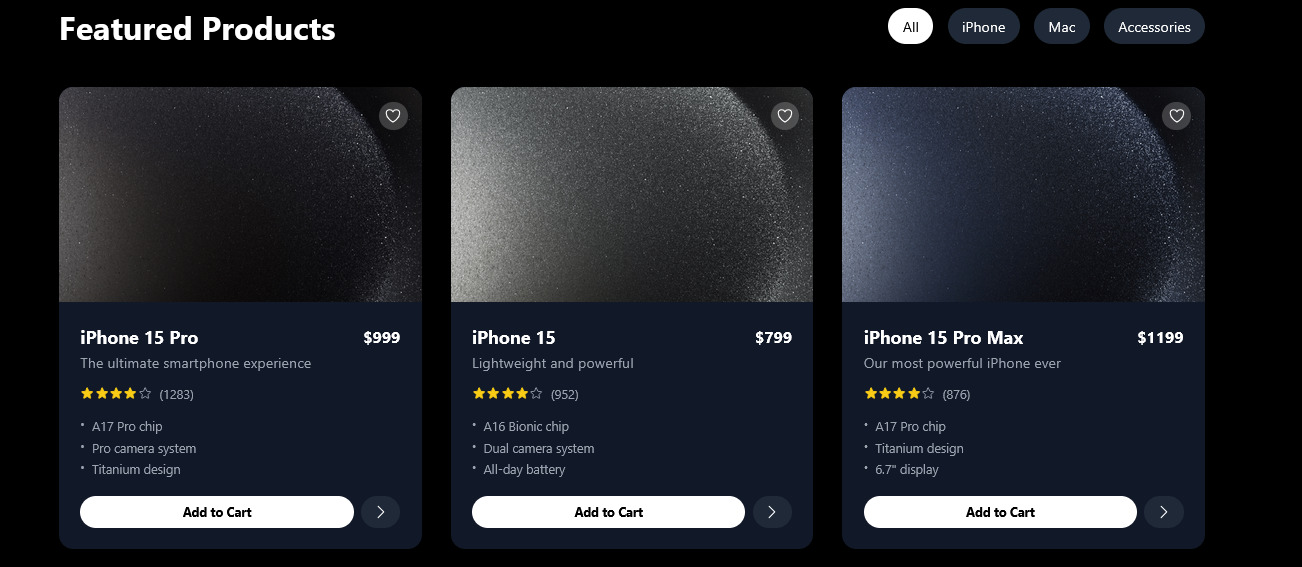 Featured Products
All
iPhone
Mac
Accessories
iPhone 15 Pro
$999
The ultimate smartphone experience
(1283)
• A17 Pro chip
• Pro camera system
• Titanium design
Add to Cart
iPhone 15
$799
Lightweight and powerful
(952)
• A16 Bionic chip
• Dual camera system
• All-day battery
Add to Cart
iPhone 15 Pro Max
$1199
Our most powerful iPhone ever
(876)
• A17 Pro chip
• Titanium design
• 6.7" display
Add to Cart